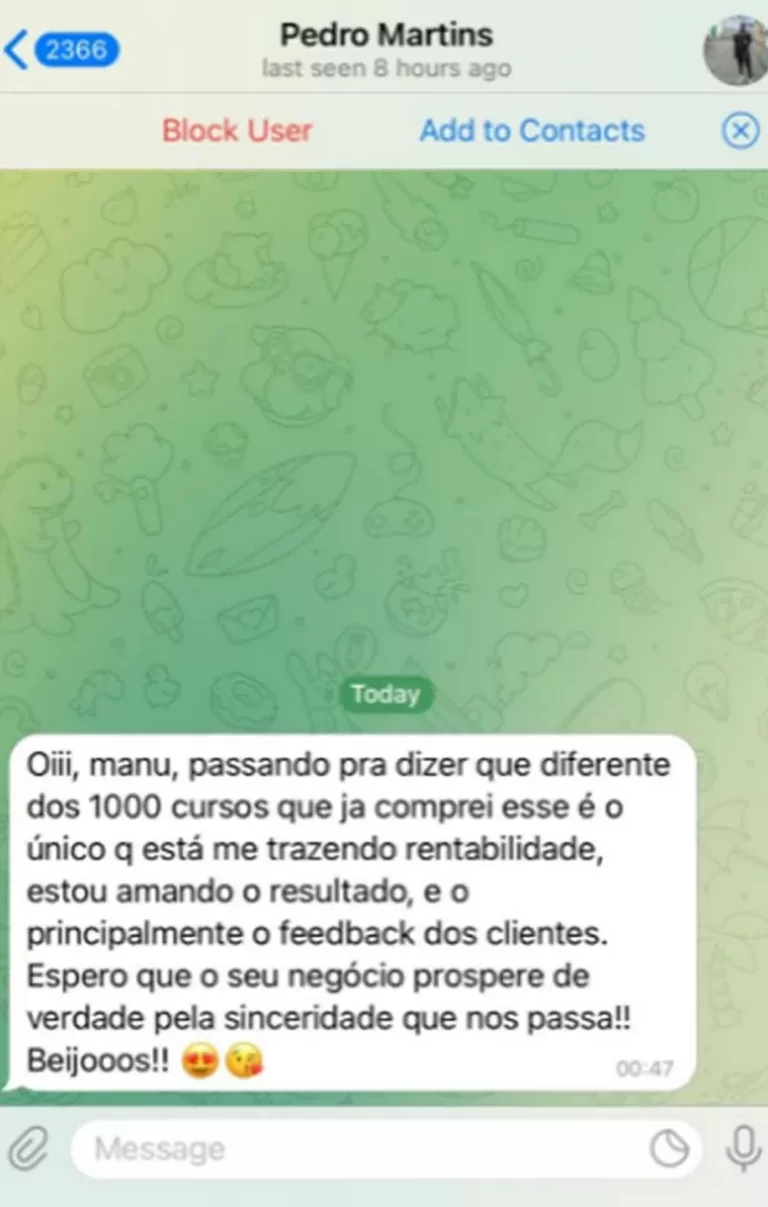 2366
Pedro Martins
last seen 8 hours ago
Block User
Add to Contacts
Today
Oiii, manu, passando pra dizer que diferente
dos 1000 cursos que ja comprei esse é o
único q está me trazendo rentabilidade,
estou amando o resultado, e o
principalmente o feedback dos clientes.
Espero que o seu negócio prospere de
verdade pela sinceridade que nos passa!!
Beijooos!! 😍😘
00:47
Message